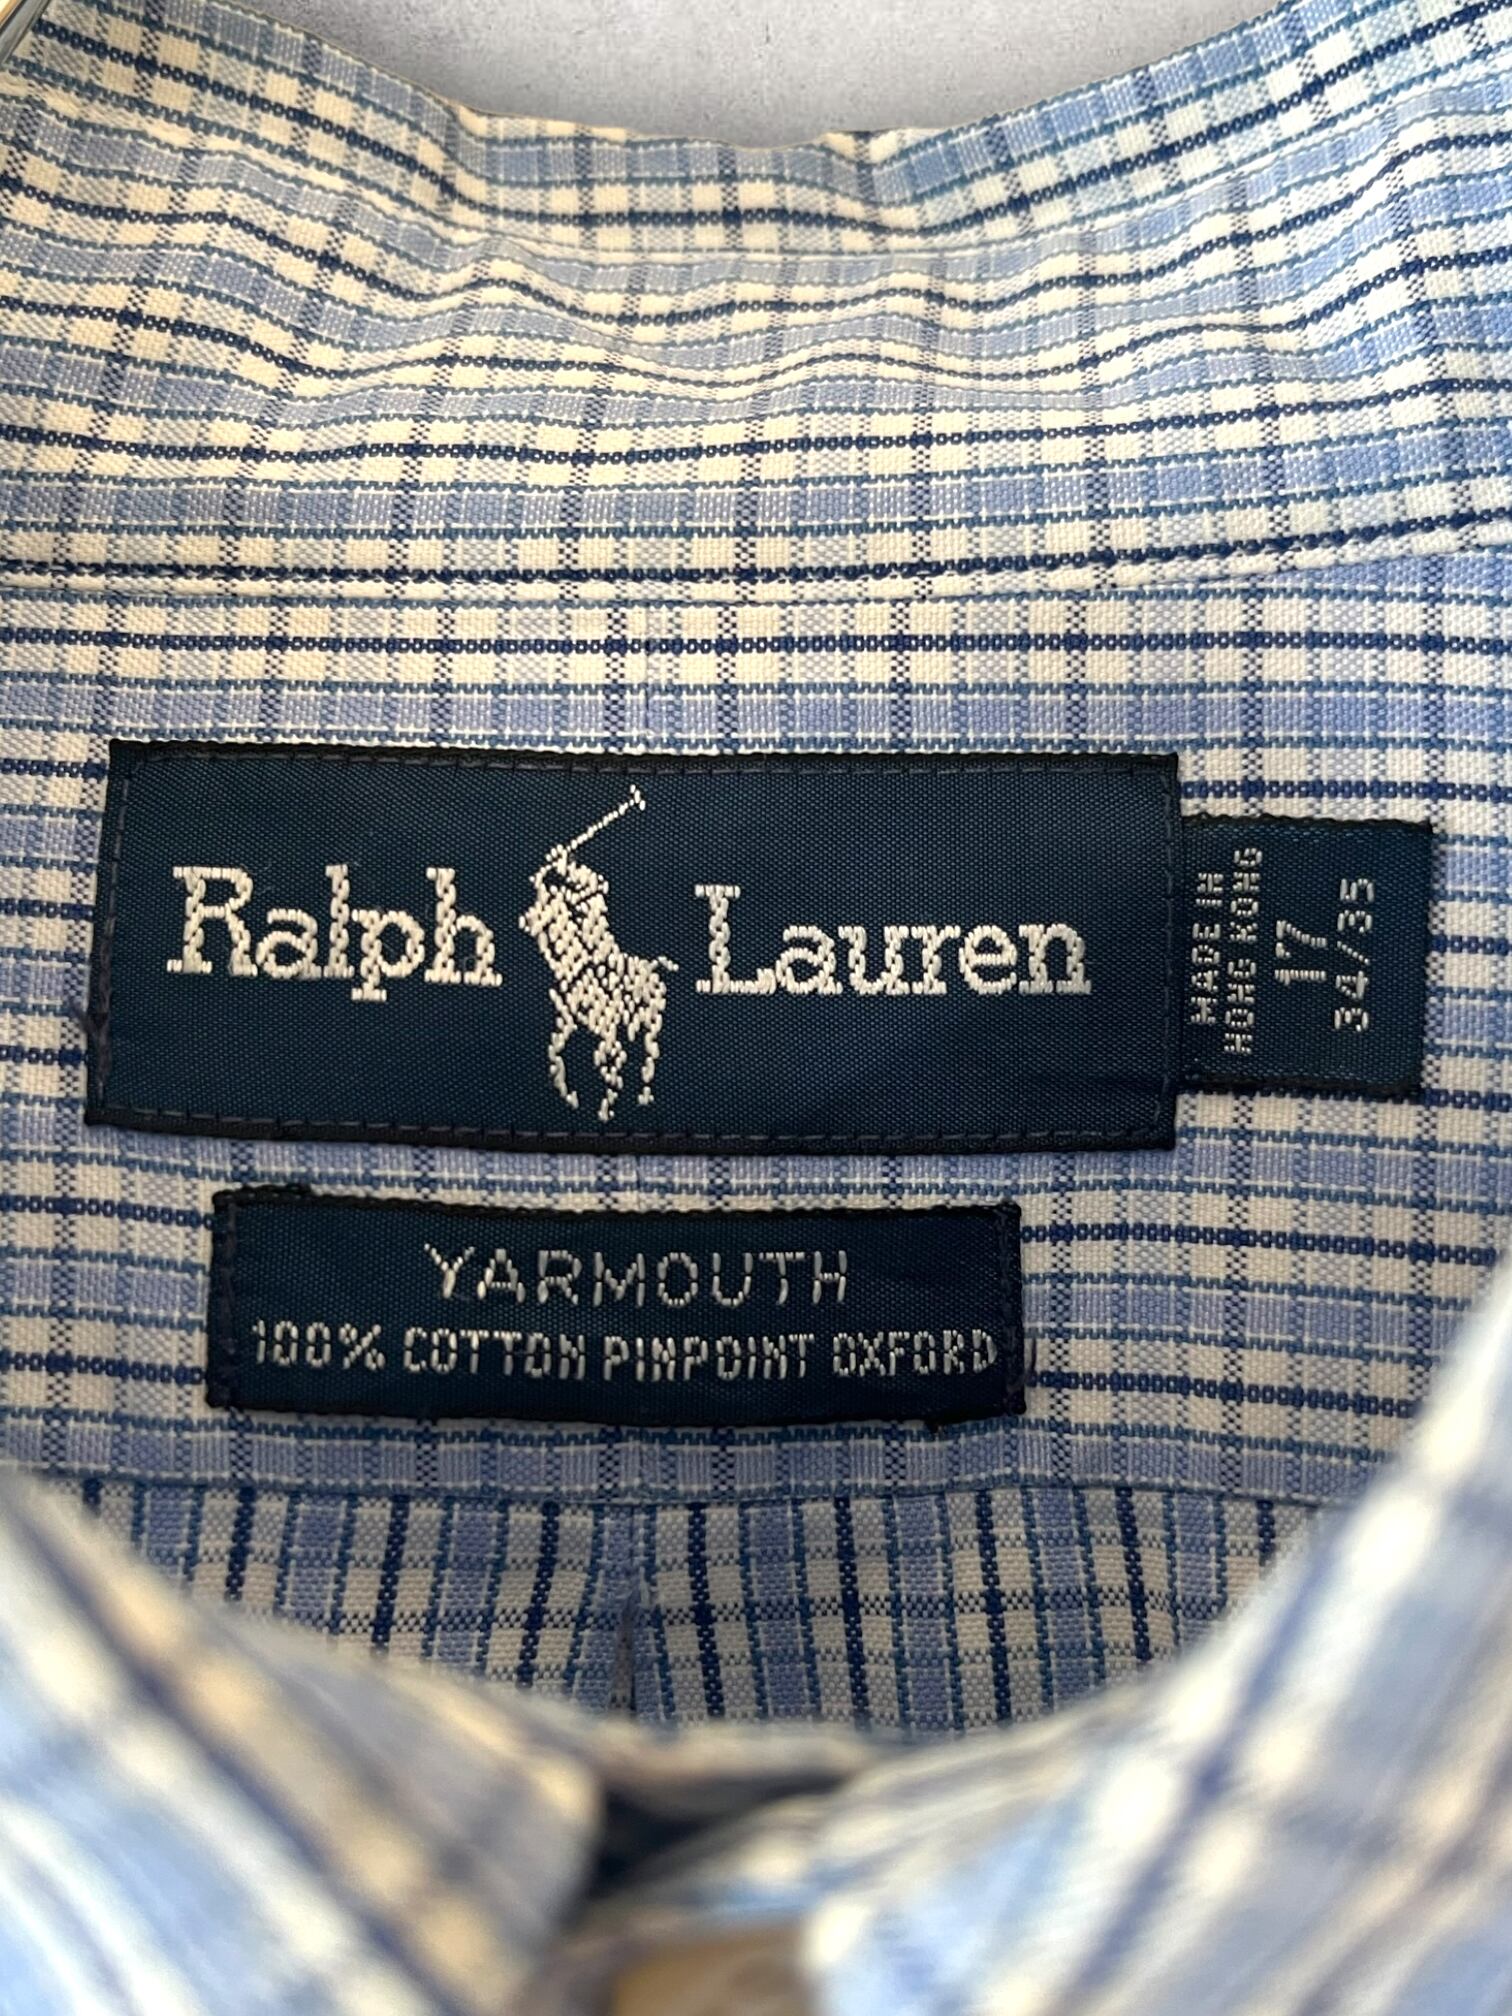 Ralph Lauren
MADE IN
HONG KONG
17
34/35
YARMOUTH
100% COTTON PINPOINT OXFORD